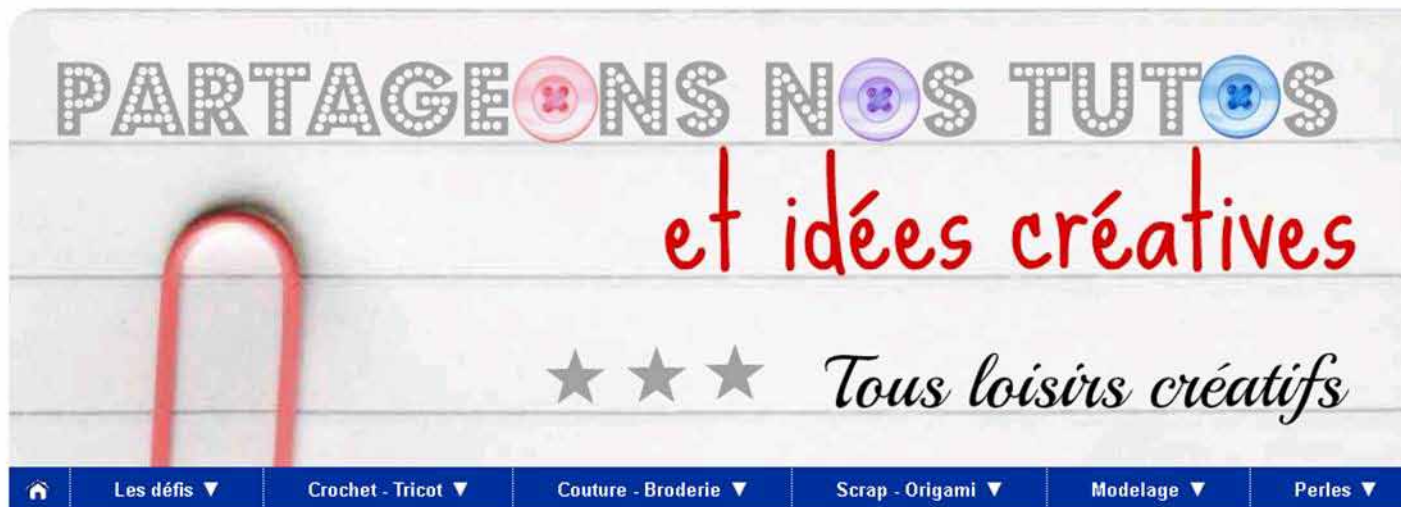 PARTAGEONS NOS TUTOS
et idées créatives
Tous loisirs créatifs
Les défis ▼ Crochet - Tricot ▼ Couture - Broderie ▼ Scrap - Origami ▼ Modelage ▼ Perles ▼